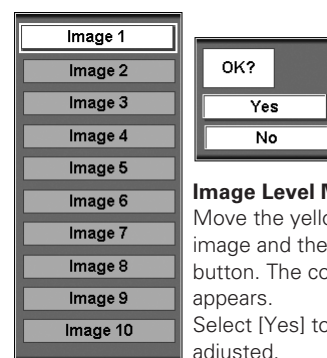 Image 1
Image 2
Image 3
Image 4
Image 5
Image 6
Image 7
Image 8
Image 9
Image 10
OK?
Yes
No
Image Level
Move the
image and the
button. The
appears.
Select [Yes] to
adjusted.